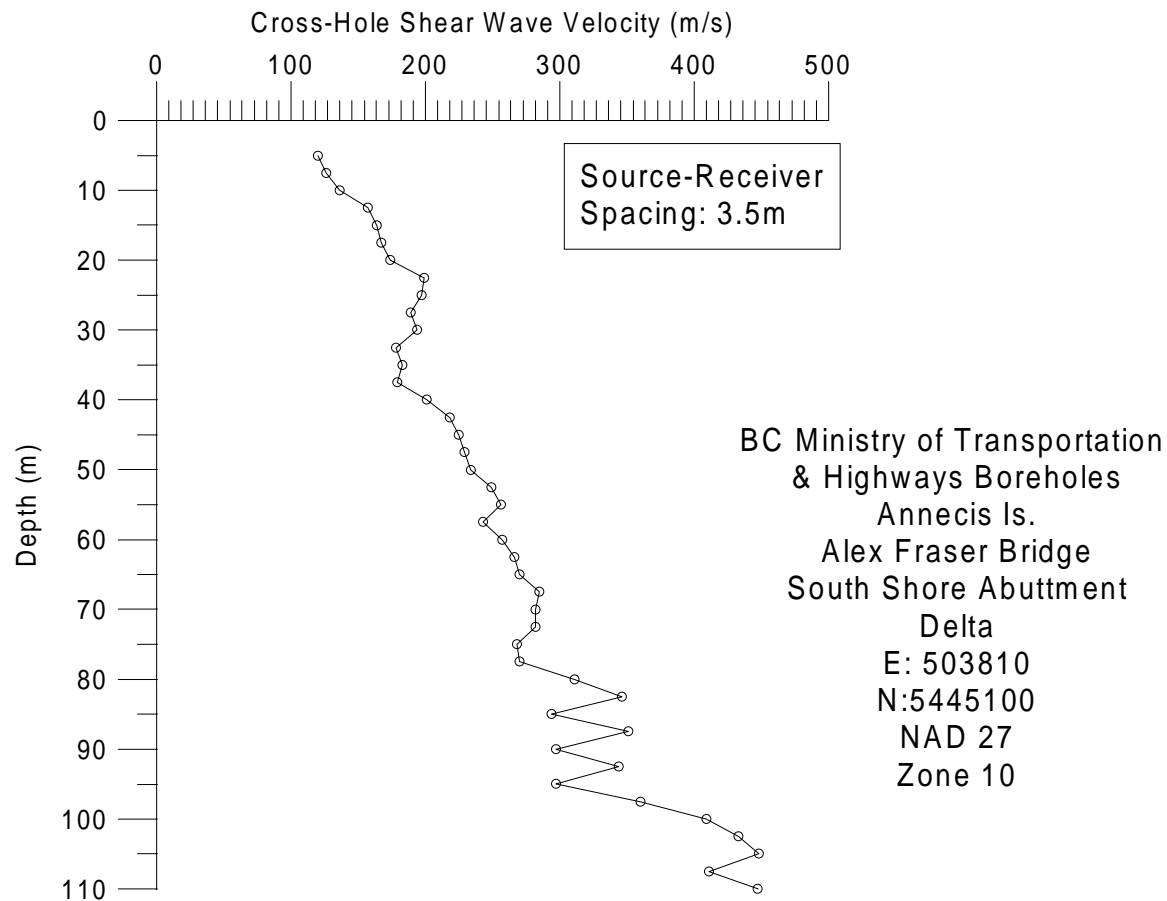 Cross-Hole Shear Wave Velocity (m/s)
0 100 200 300 400 500
0
10
20
30
40
50
60
70
80
90
100
110
Depth (m)
Source-Receiver
Spacing: 3.5m
BC Ministry of Transportation
& Highways Boreholes
Annecis Is.
Alex Fraser Bridge
South Shore Abuttment
Delta
E: 503810
N:5445100
NAD 27
Zone 10